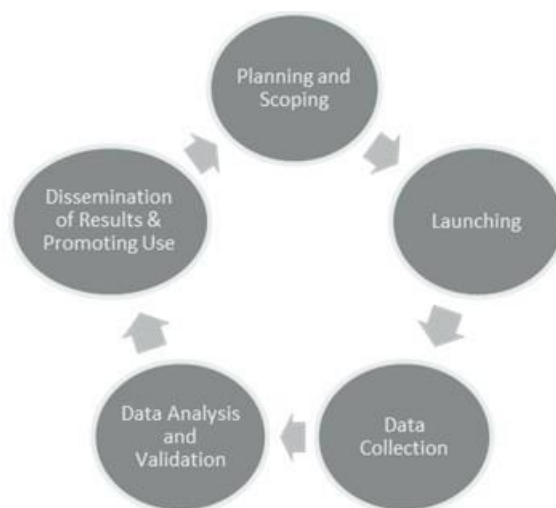 Planning and
Scoping
Launching
Data
Collection
Data Analysis
and
Validation
Dissemination
of Results &
Promoting Use